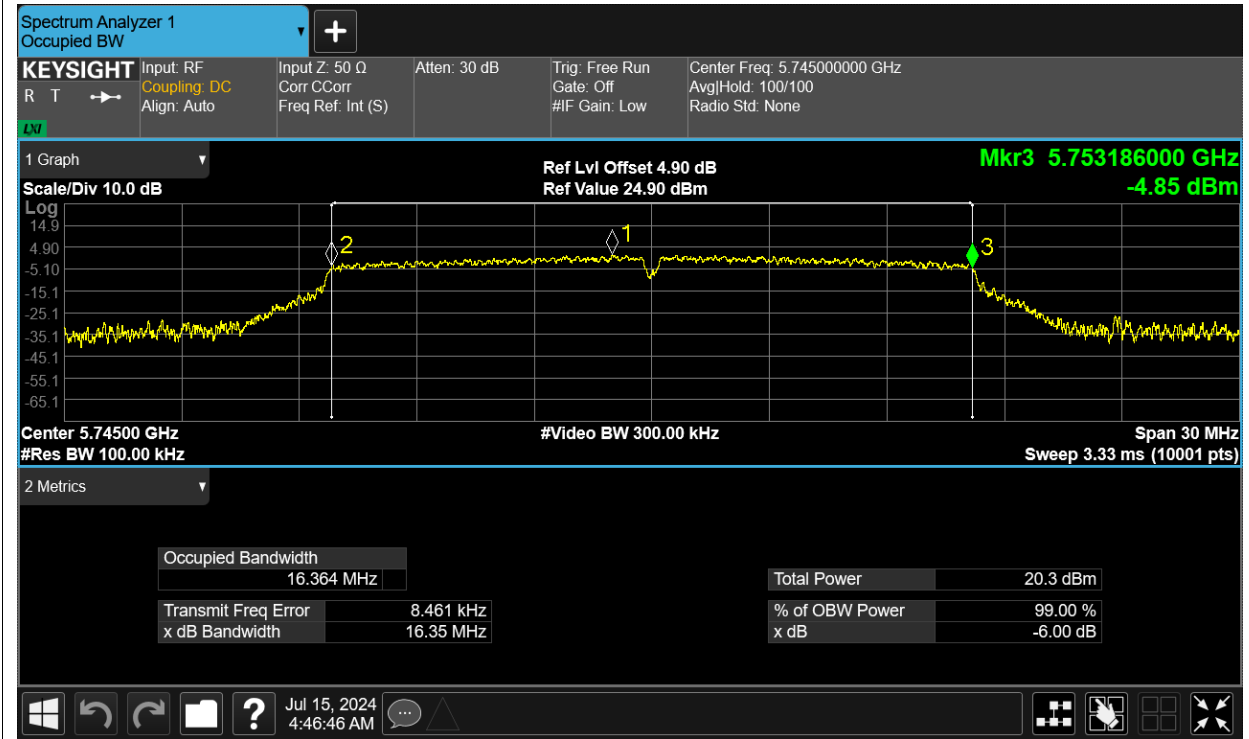 Spectrum Analyzer 1
Occupied BW
KEYSIGHT
R T
LXI
Input: RF
Coupling: DC
Align: Auto
Input Z: 50 Ω
Corr CCorr
Freq Ref: Int (S)
Atten: 30 dB
Trig: Free Run
Gate: Off
#IF Gain: Low
Center Freq: 5.745000000 GHz
Avg|Hold: 100/100
Radio Std: None
1 Graph
Scale/Div 10.0 dB
Ref Lvl Offset 4.90 dB
Ref Value 24.90 dBm
Mkr3 5.753186000 GHz
-4.85 dBm
Log
14.9
4.90
-5.10
-15.1
-25.1
-35.1
-45.1
-55.1
-65.1
2
1
3
Center 5.74500 GHz
#Res BW 100.00 kHz
#Video BW 300.00 kHz
Span 30 MHz
Sweep 3.33 ms (10001 pts)
2 Metrics
Occupied Bandwidth
16.364 MHz
Transmit Freq Error 8.461 kHz
x dB Bandwidth 16.35 MHz
Total Power 20.3 dBm
% of OBW Power 99.00 %
x dB -6.00 dB
?
Jul 15, 2024
4:46:46 AM